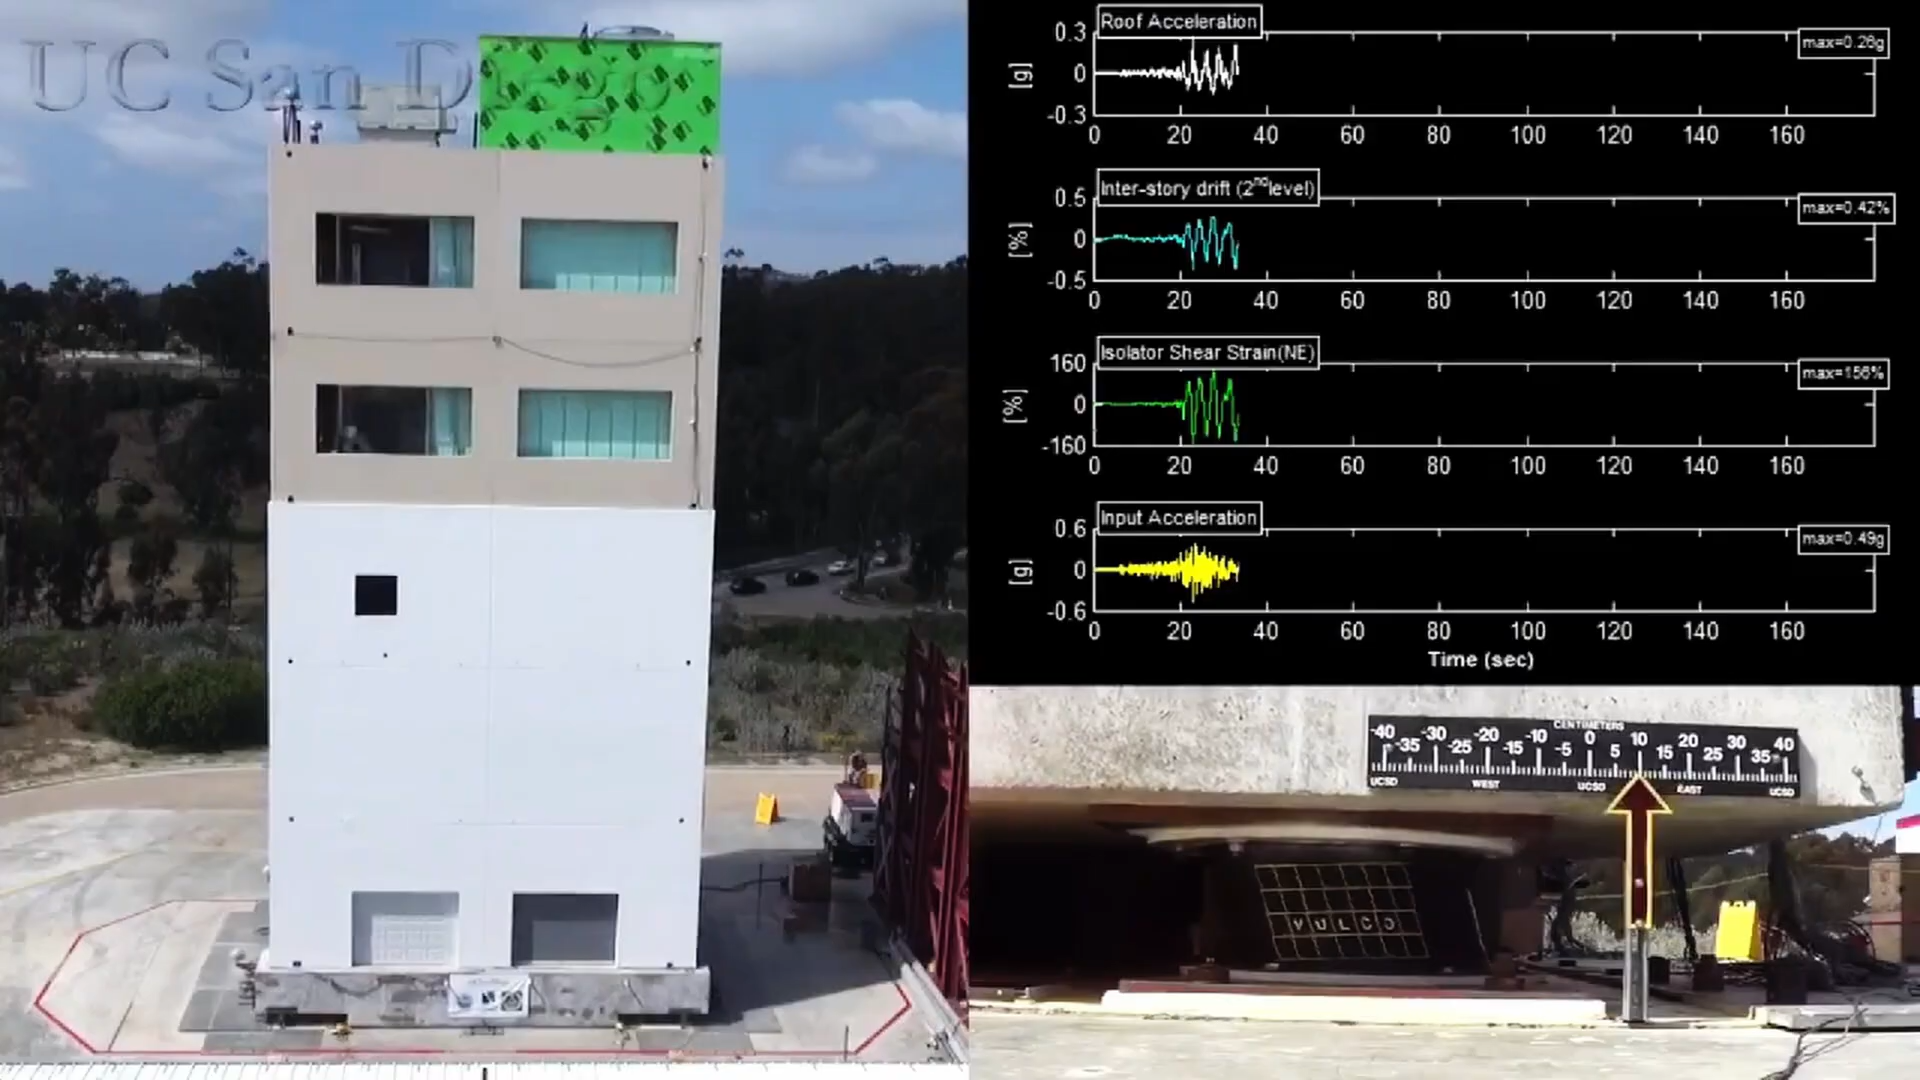 UC San Diego
Roof Acceleration
max=0.26g
0.3
0
-0.3
[g]
0 20 40 60 80 100 120 140 160
Inter-story drift (2nd level)
max=0.42%
0.5
0
-0.5
[%]
0 20 40 60 80 100 120 140 160
Isolator Shear Strain(NE)
max=156%
160
0
-160
[%]
0 20 40 60 80 100 120 140 160
Input Acceleration
max=0.49g
0.6
0
-0.6
[g]
0 20 40 60 80 100 120 140 160
Time (sec)
CENTIMETERS
-40 -35 -30 -25 -20 -15 -10 -5 0 5 10 15 20 25 30 35 40
UCSD WEST UCSD EAST UCSD
VULCO